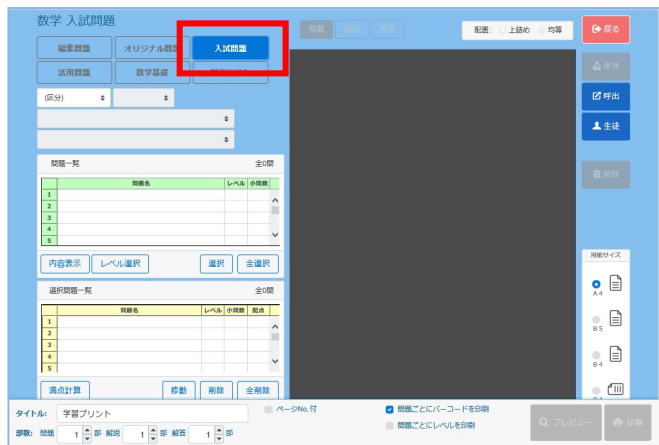 数学 入試問題
編集問題 オリジナル問題 入試問題
活用問題 数学基礎
問題 解説 解答
配置: 上詰め 均等
戻る
保存
呼出
生徒
削除
(区分)
問題一覧 全0問
問題名 レベル 小問数
1
2
3
4
5
内容表示 レベル選択 選択 全選択
選択問題一覧 全0問
問題名 レベル 小問数 配点
1
2
3
4
5
満点計算 移動 削除 全削除
用紙サイズ
A4
B5
B4
タイトル: 学習プリント
ページNo.付
問題ごとにバーコードを印刷
問題ごとにレベルを印刷
部数: 問題 1 部 解説 1 部 解答 1 部
プレビュー
印刷